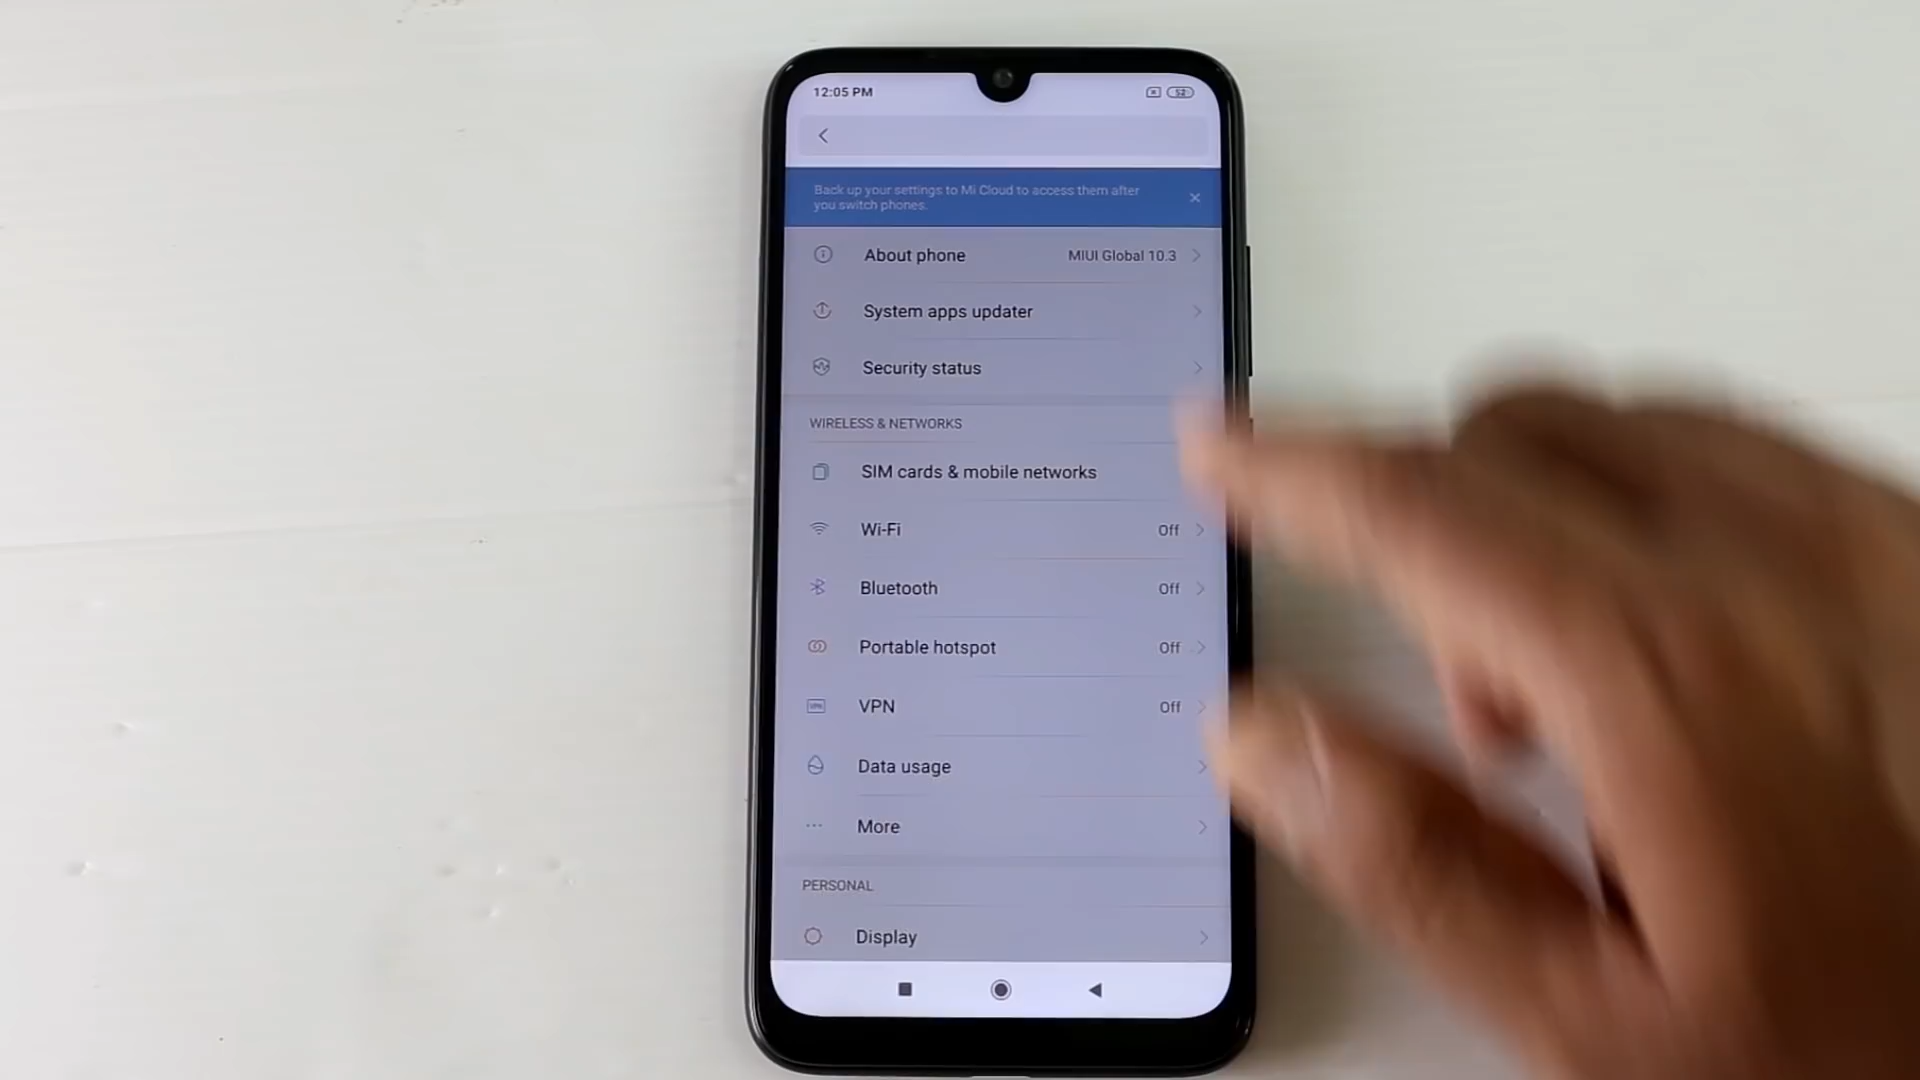 12:05 PM
52
Back up your settings to Mi Cloud to access them after
you switch phones.
About phone MIUI Global 10.3
System apps updater
Security status
WIRELESS & NETWORKS
SIM cards & mobile networks
Wi-Fi Off
Bluetooth Off
Portable hotspot Off
VPN VPN Off
Data usage
More
PERSONAL
Display